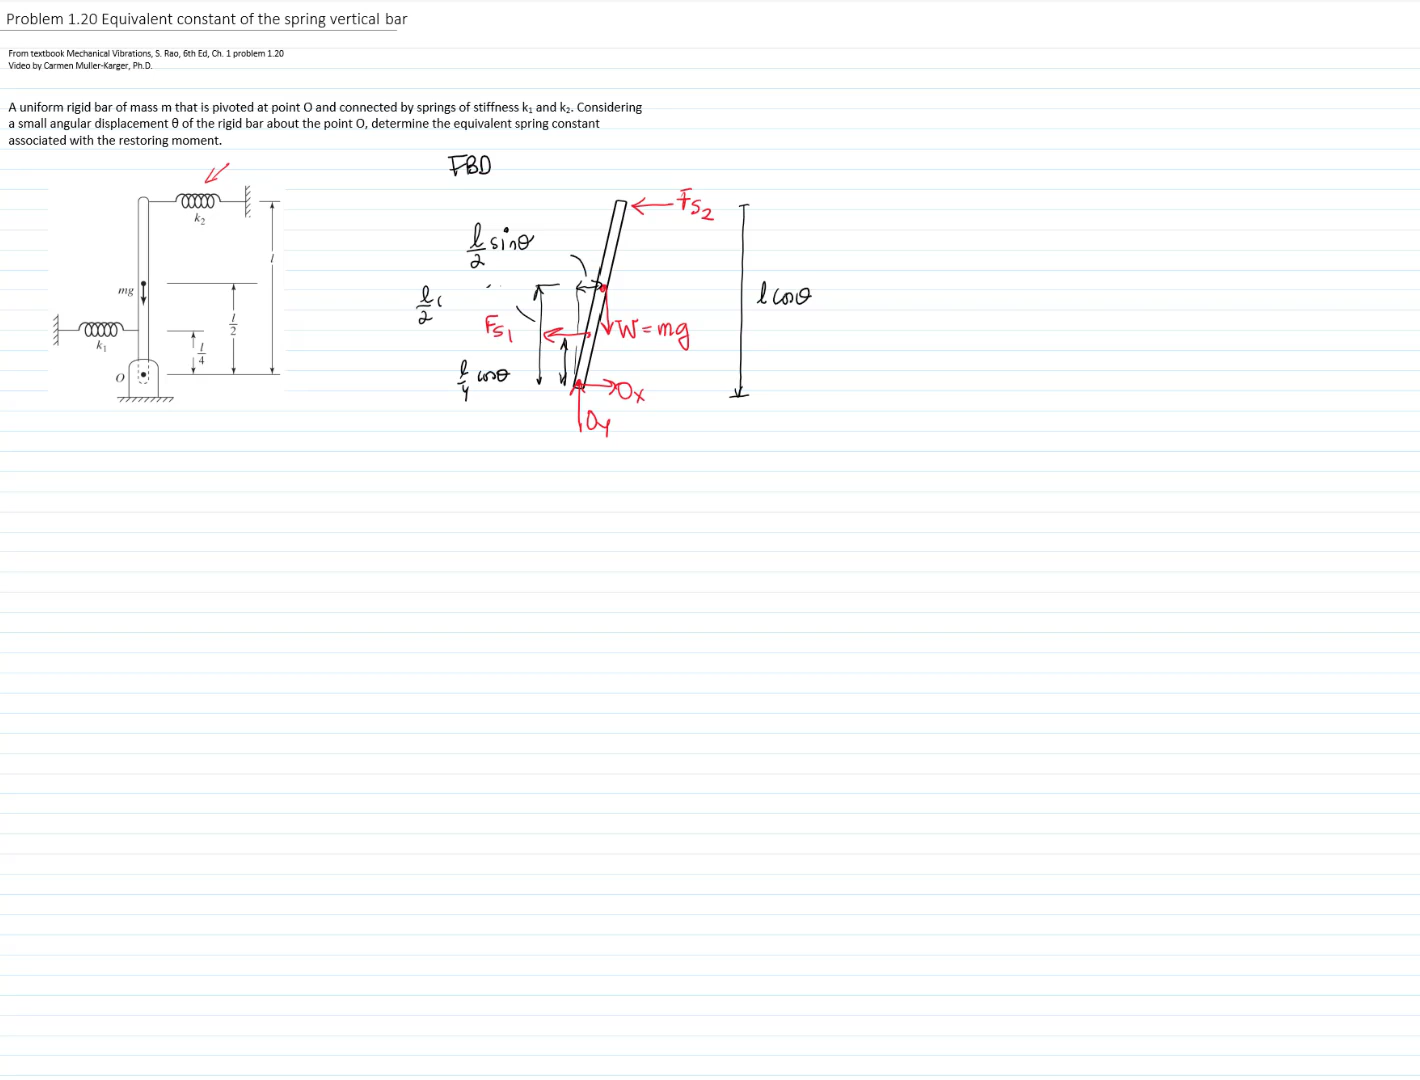 Problem 1.20 Equivalent constant of the spring vertical bar
From textbook Mechanical Vibrations, S. Rao, 6th Ed, Ch. 1 problem 1.20
Video by Carmen Muller-Karger, Ph.D.
A uniform rigid bar of mass m that is pivoted at point O and connected by springs of stiffness k₁ and k₂. Considering
a small angular displacement θ of the rigid bar about the point O, determine the equivalent spring constant
associated with the restoring moment.
k₂
l
mg
l/2
k₁
l/4
O
FBD
Fs₂
l/2 sinθ
l/2
l cosθ
Fs₁
W = mg
l/4 cosθ
Ox
Oy